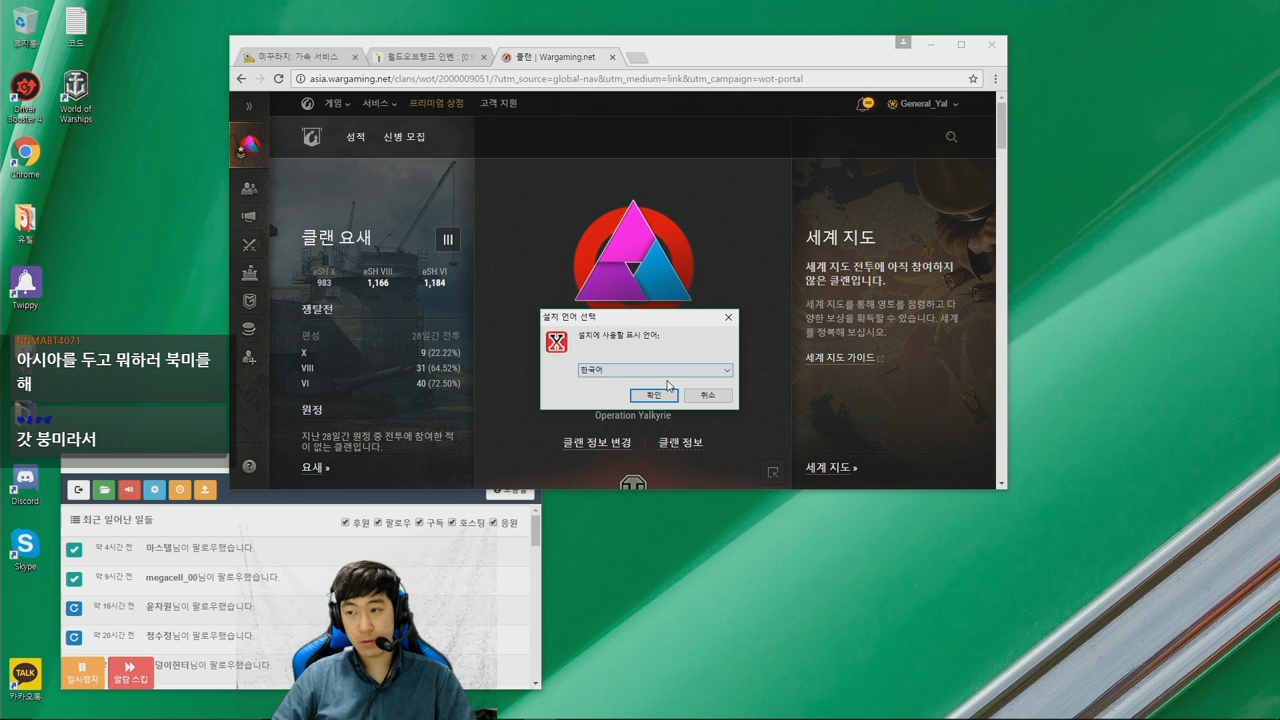 휴지통
코드
Driver Booster 4
World of Warships
Chrome
유틸
Twippy
Discord
Skype
TALK
카카오톡
미꾸라지: 가속 서비스
월드오브탱크 인벤 : [0
클랜 | Wargaming.net
asia.wargaming.net/clans/wot/2000009051/?utm_source=global-nav&utm_medium=link&utm_campaign=wot-portal
게임
서비스
프리미엄 상점
고객 지원
General_Yal
성적
신병 모집
클랜 요새
eSH X
eSH VIII
eSH VI
983
1,166
1,184
쟁탈전
편성
28일간 전투
X
9 (22.22%)
VIII
31 (64.52%)
VI
40 (72.50%)
원정
지난 28일간 원정 중 전투에 참여한 적
이 없는 클랜입니다.
요새 »
설치 언어 선택
설치에 사용할 표시 언어:
한국어
확인
취소
Operation Yalkyrie
클랜 정보 변경
클랜 정보
세계 지도
세계 지도 전투에 아직 참여하지
않은 클랜입니다.
세계 지도를 통해 영토를 점령하고 다
양한 보상을 획득할 수 있습니다. 세계
를 정복해 보십시오.
세계 지도 가이드
세계 지도 »
NNMABT4071
아시아를 두고 뭐하러 북미를
해
갓 북미라서
최근 일어난 일들
후원
팔로우
구독
호스팅
응원
약 4시간 전
마스탤님이 팔로우했습니다.
약 9시간 전
megacell_00님이 팔로우했습니다.
약 16시간 전
윤자원님이 팔로우했습니다.
약 20시간 전
청수정님이 팔로우했습니다.
덩이헌터님이 팔로우했습니다.
일시정지
알람 스킵